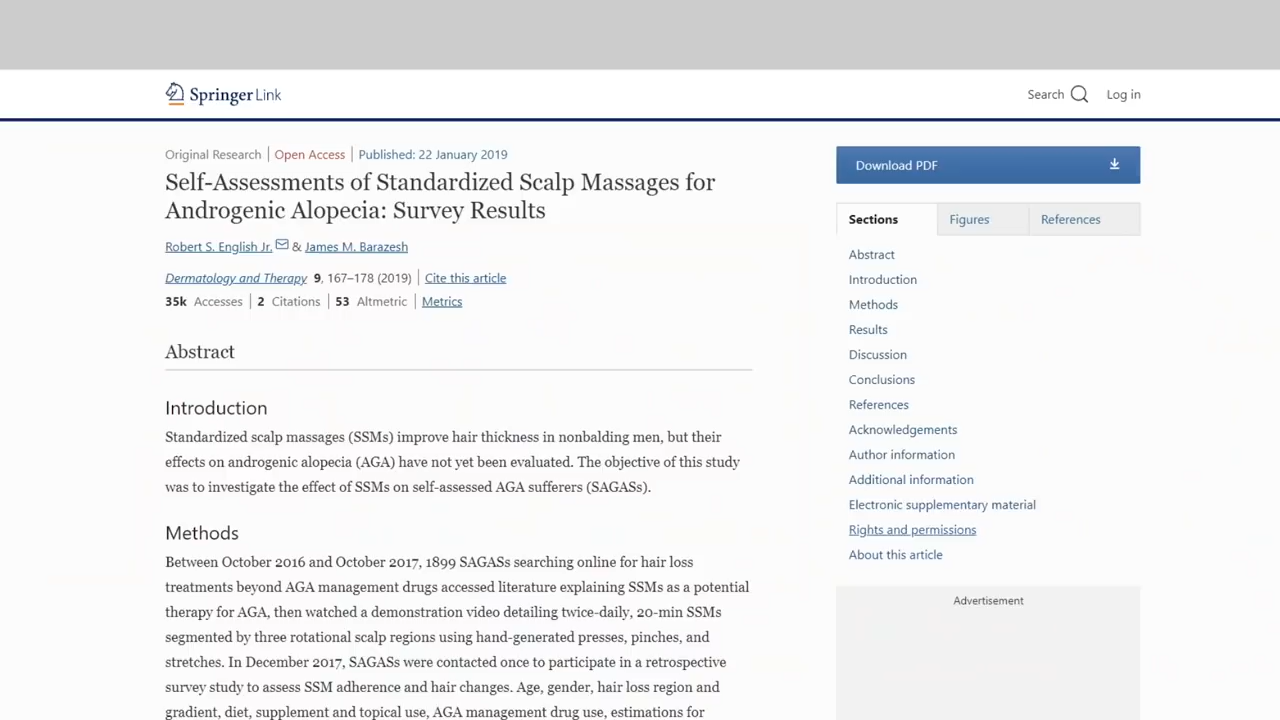 Springer Link
Search
Log in
Original Research | Open Access | Published: 22 January 2019
Self-Assessments of Standardized Scalp Massages for
Androgenic Alopecia: Survey Results
Robert S. English Jr. & James M. Barazesh
Dermatology and Therapy 9, 167–178 (2019) | Cite this article
35k Accesses | 2 Citations | 53 Altmetric | Metrics
Abstract
Introduction
Standardized scalp massages (SSMs) improve hair thickness in nonbalding men, but their
effects on androgenic alopecia (AGA) have not yet been evaluated. The objective of this study
was to investigate the effect of SSMs on self-assessed AGA sufferers (SAGASs).
Methods
Between October 2016 and October 2017, 1899 SAGASs searching online for hair loss
treatments beyond AGA management drugs accessed literature explaining SSMs as a potential
therapy for AGA, then watched a demonstration video detailing twice-daily, 20-min SSMs
segmented by three rotational scalp regions using hand-generated presses, pinches, and
stretches. In December 2017, SAGASs were contacted once to participate in a retrospective
survey study to assess SSM adherence and hair changes. Age, gender, hair loss region and
gradient, diet, supplement and topical use, AGA management drug use, estimations for
Download PDF
Sections
Figures
References
Abstract
Introduction
Methods
Results
Discussion
Conclusions
References
Acknowledgements
Author information
Additional information
Electronic supplementary material
Rights and permissions
About this article
Advertisement